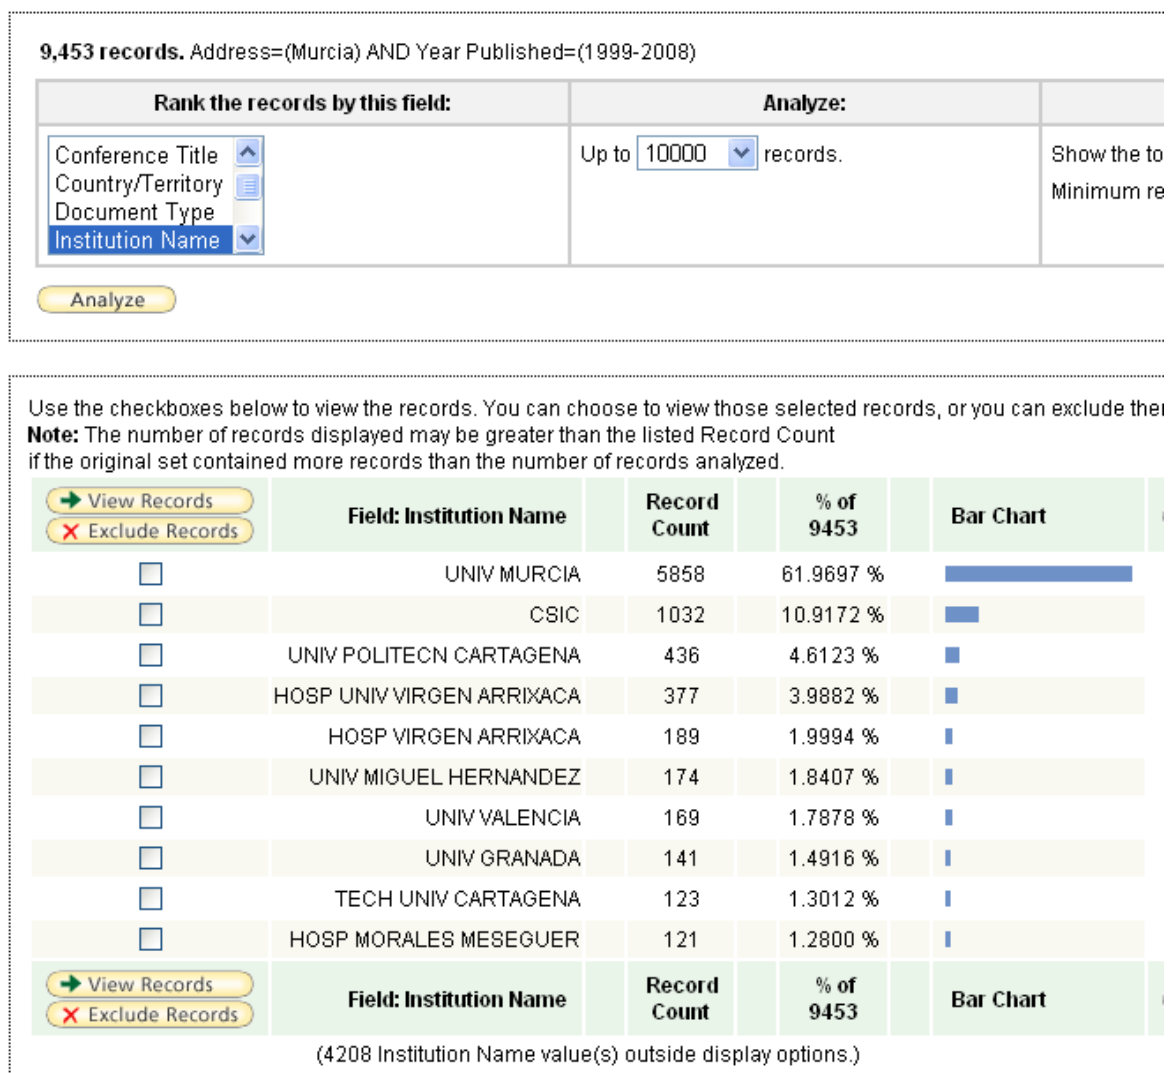 9,453 records. Address=(Murcia) AND Year Published=(1999-2008)
Rank the records by this field: Analyze:
Conference Title
Country/Territory
Document Type
Institution Name
Up to 10000 records.
Show the to
Minimum re
Analyze
Use the checkboxes below to view the records. You can choose to view those selected records, or you can exclude the
Note: The number of records displayed may be greater than the listed Record Count
if the original set contained more records than the number of records analyzed.
View Records
Exclude Records
Field: Institution Name Record Count % of 9453 Bar Chart
UNIV MURCIA 5858 61.9697 %
CSIC 1032 10.9172 %
UNIV POLITECN CARTAGENA 436 4.6123 %
HOSP UNIV VIRGEN ARRIXACA 377 3.9882 %
HOSP VIRGEN ARRIXACA 189 1.9994 %
UNIV MIGUEL HERNANDEZ 174 1.8407 %
UNIV VALENCIA 169 1.7878 %
UNIV GRANADA 141 1.4916 %
TECH UNIV CARTAGENA 123 1.3012 %
HOSP MORALES MESEGUER 121 1.2800 %
View Records
Exclude Records
Field: Institution Name Record Count % of 9453 Bar Chart
(4208 Institution Name value(s) outside display options.)